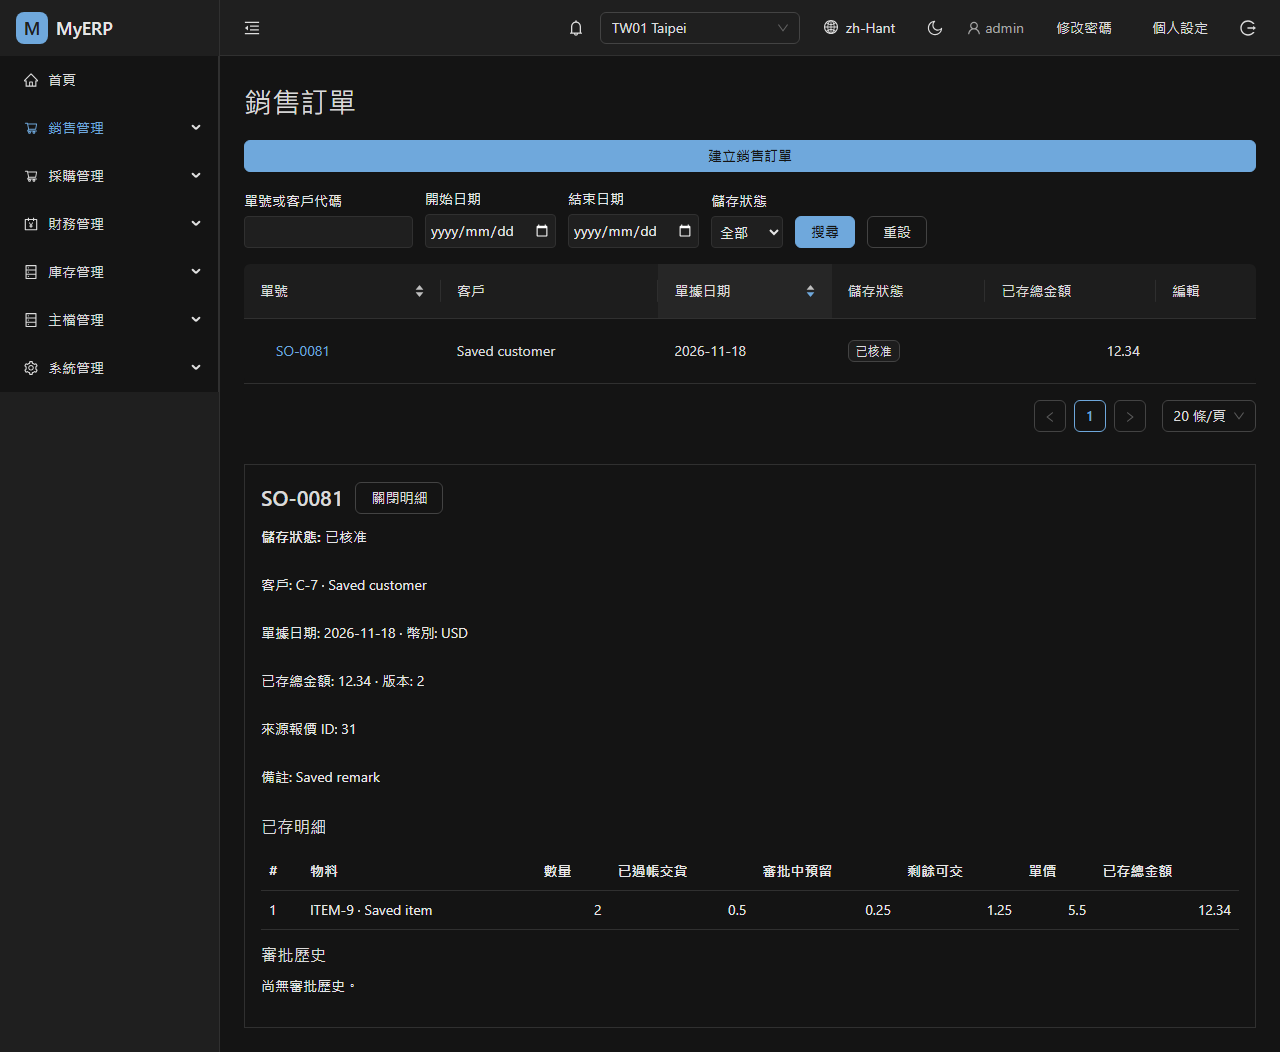 M MyERP
TW01 Taipei
zh-Hant
admin
修改密碼
個人設定
首頁
銷售管理
採購管理
財務管理
庫存管理
主檔管理
系統管理
銷售訂單
建立銷售訂單
單號或客戶代碼 開始日期 結束日期 儲存狀態
yyyy/mm/dd yyyy/mm/dd 全部 搜尋 重設
單號 客戶 單據日期 儲存狀態 已存總金額 編輯
SO-0081 Saved customer 2026-11-18 已核准 12.34
< 1 > 20 條/頁
SO-0081 關閉明細
儲存狀態: 已核准
客戶: C-7 · Saved customer
單據日期: 2026-11-18 · 幣別: USD
已存總金額: 12.34 · 版本: 2
來源報價 ID: 31
備註: Saved remark
已存明細
# 物料 數量 已過帳交貨 審批中預留 剩餘可交 單價 已存總金額
1 ITEM-9 · Saved item 2 0.5 0.25 1.25 5.5 12.34
審批歷史
尚無審批歷史。